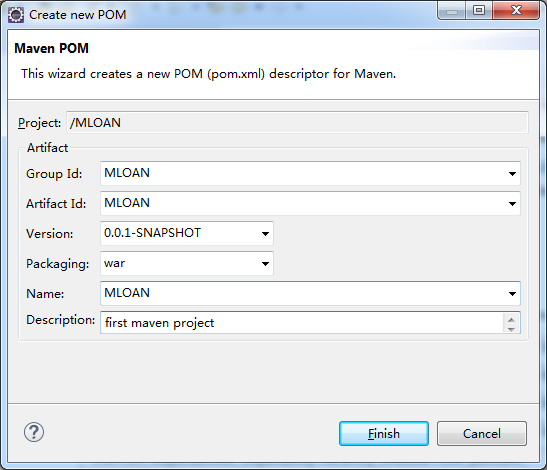 Create new POM
Maven POM
This wizard creates a new POM (pom.xml) descriptor for Maven.
Project: /MLOAN
Artifact
Group Id: MLOAN
Artifact Id: MLOAN
Version: 0.0.1-SNAPSHOT
Packaging: war
Name: MLOAN
Description: first maven project
? Finish Cancel